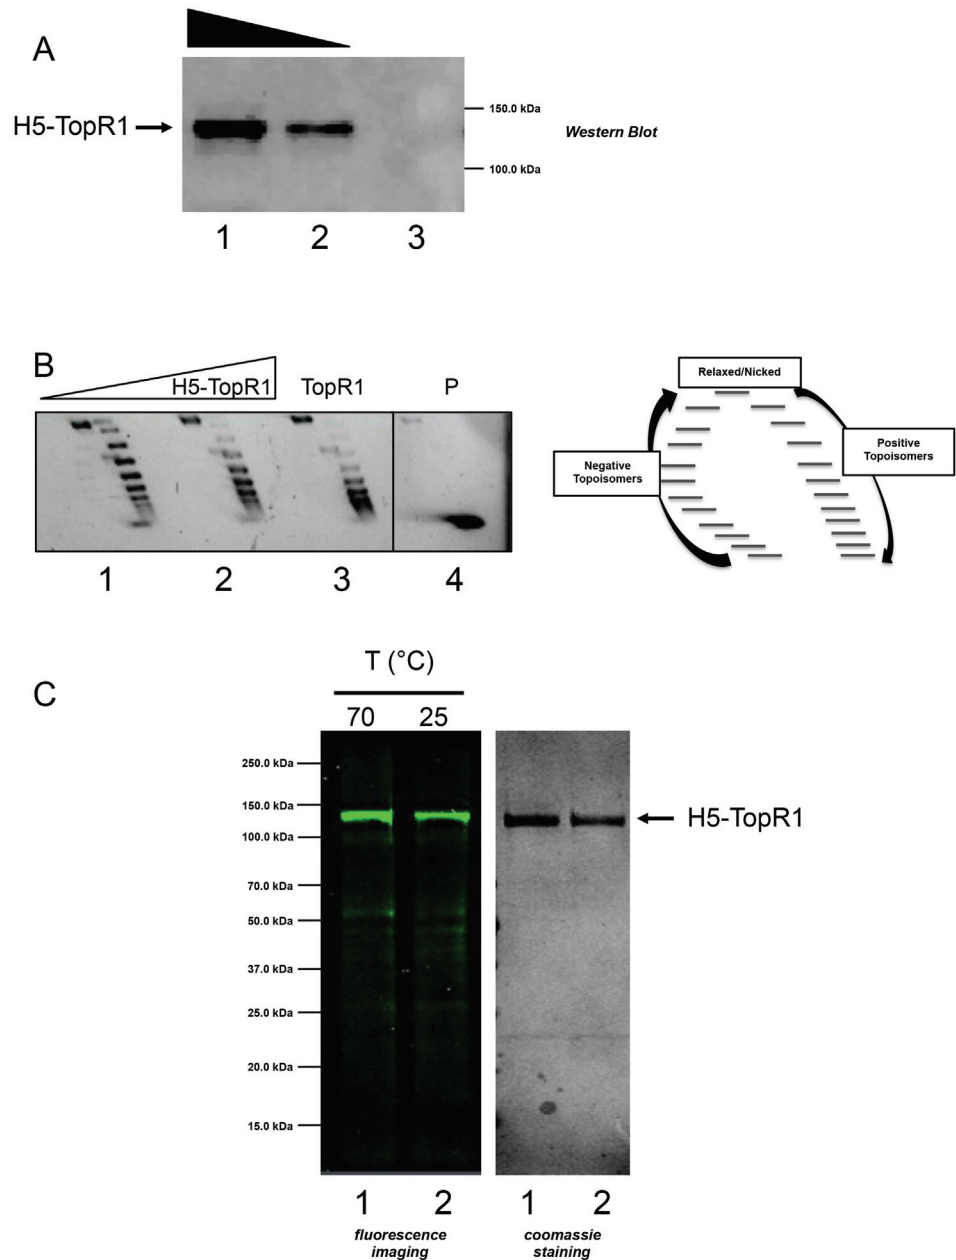 A
H5-TopR1
150.0 kDa
100.0 kDa
Western Blot
1 2 3
B
H5-TopR1 TopR1 P
1 2 3 4
Relaxed/Nicked
Negative
Topoisomers
Positive
Topoisomers
C
T (°C)
70 25
250.0 kDa
150.0 kDa
100.0 kDa
70.0 kDa
50.0 kDa
37.0 kDa
25.0 kDa
20.0 kDa
15.0 kDa
H5-TopR1
1 2
fluorescence
imaging
1 2
coomassie
staining